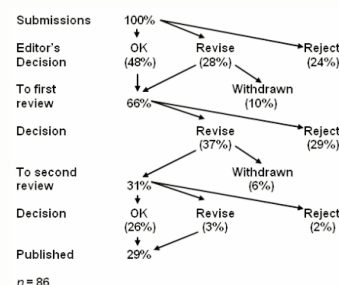 Submissions 100%
Editor's OK Revise Reject
Decision (48%) (28%) (24%)
To first Withdrawn
review 66% (10%)
Decision Revise Reject
(37%) (29%)
To second Withdrawn
review 31% (6%)
Decision OK Revise Reject
(26%) (3%) (2%)
Published 29%
n = 86